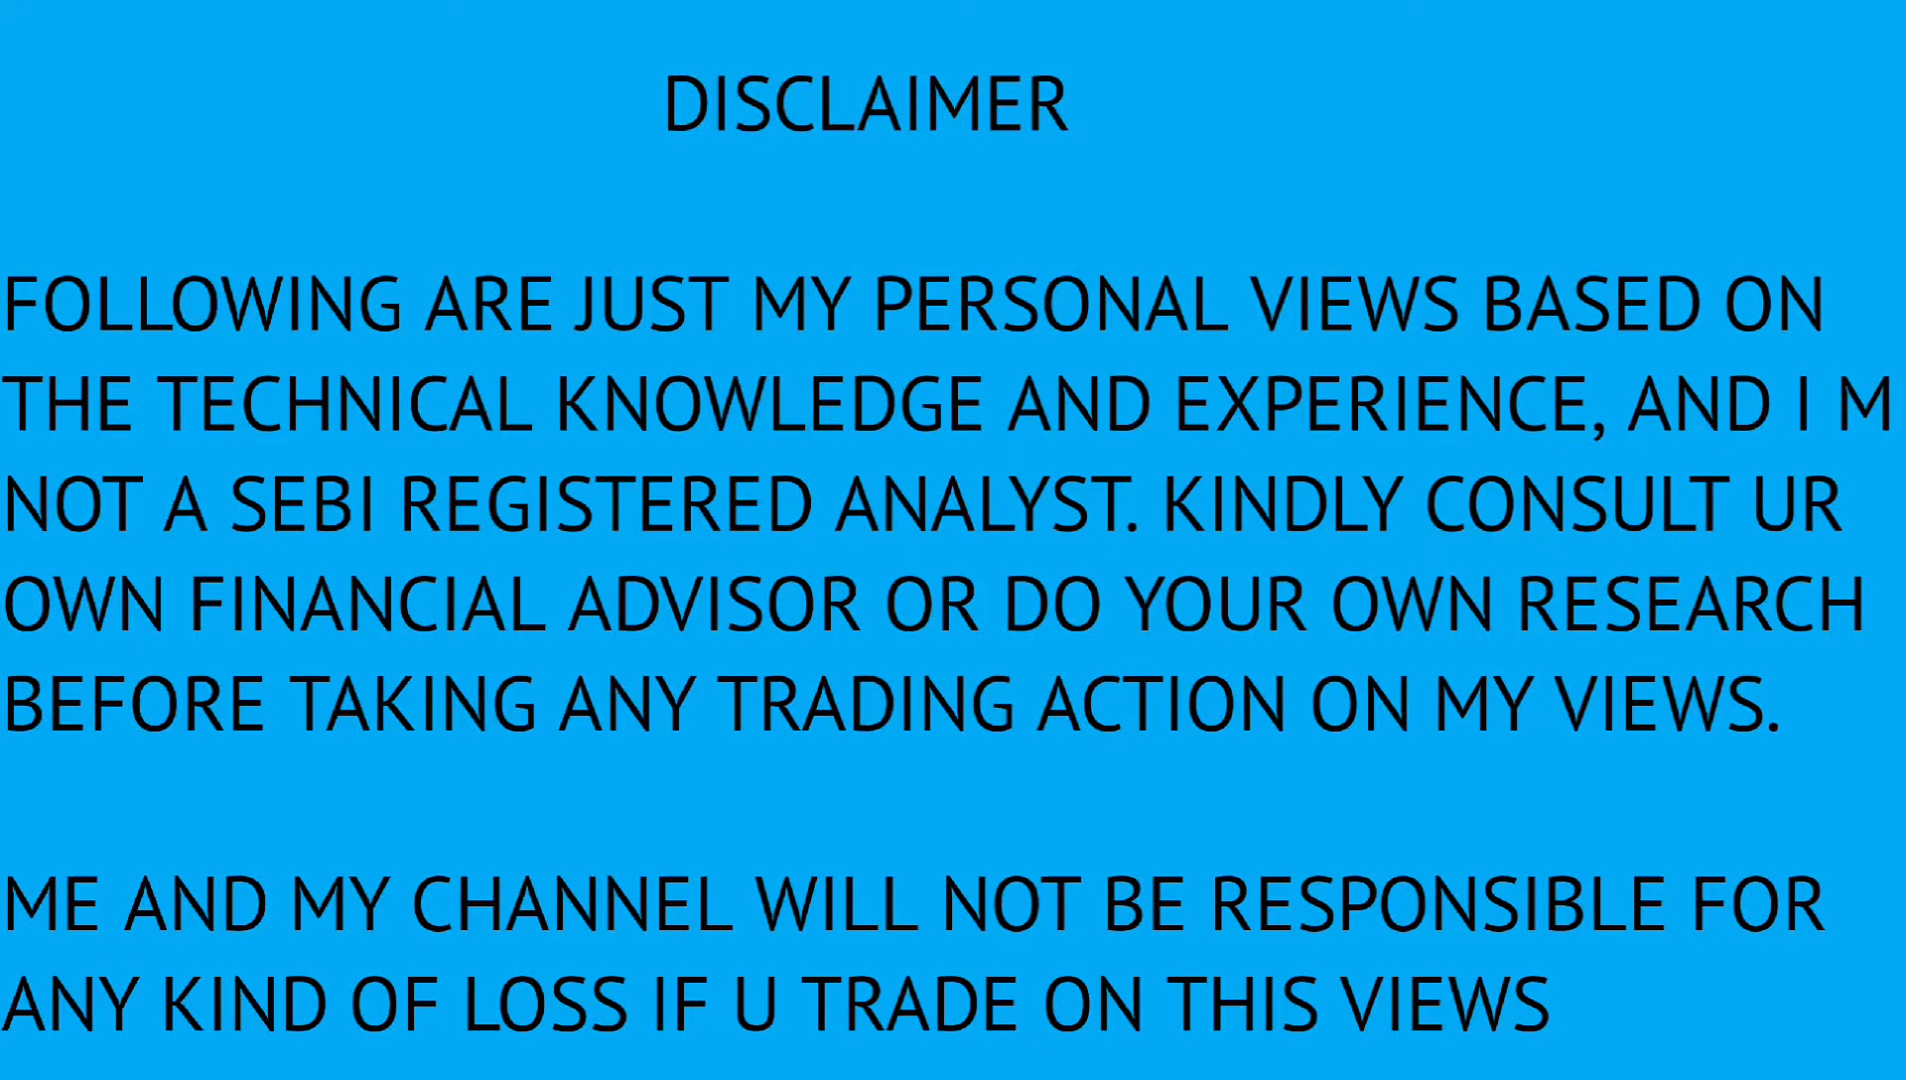 DISCLAIMER
FOLLOWING ARE JUST MY PERSONAL VIEWS BASED ON
THE TECHNICAL KNOWLEDGE AND EXPERIENCE, AND I M
NOT A SEBI REGISTERED ANALYST. KINDLY CONSULT UR
OWN FINANCIAL ADVISOR OR DO YOUR OWN RESEARCH
BEFORE TAKING ANY TRADING ACTION ON MY VIEWS.
ME AND MY CHANNEL WILL NOT BE RESPONSIBLE FOR
ANY KIND OF LOSS IF U TRADE ON THIS VIEWS